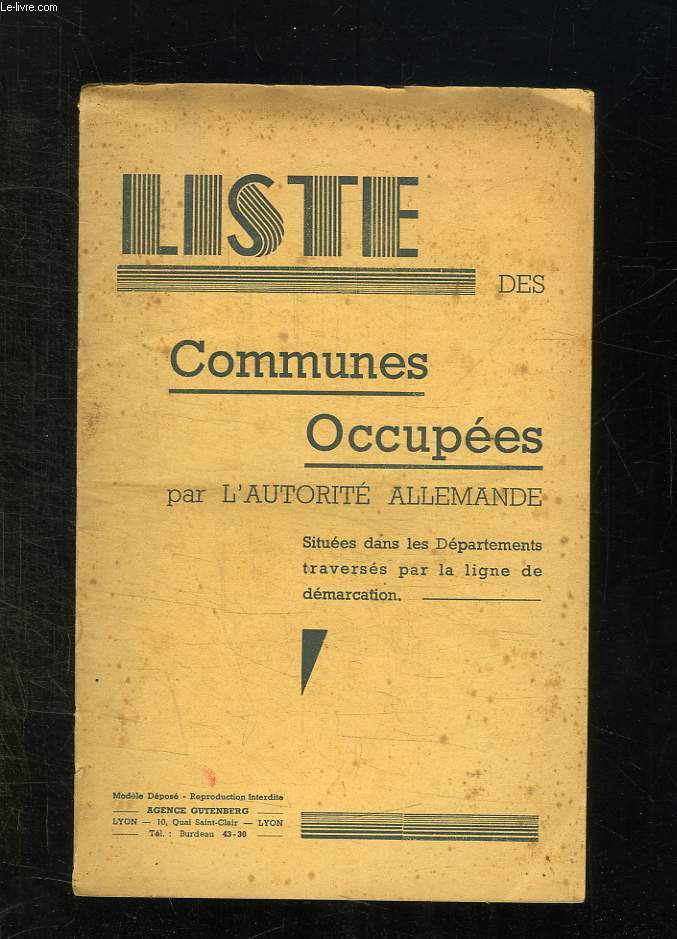 Le-livre.com
LISTE
DES
Communes
Occupées
par L'AUTORITÉ ALLEMANDE
Situées dans les Départements
traversés par la ligne de
démarcation.
Modèle Déposé - Reproduction Interdite
AGENCE GUTENBERG
LYON — 10, Quai Saint-Clair — LYON
Tél. : Burdeau 43-30